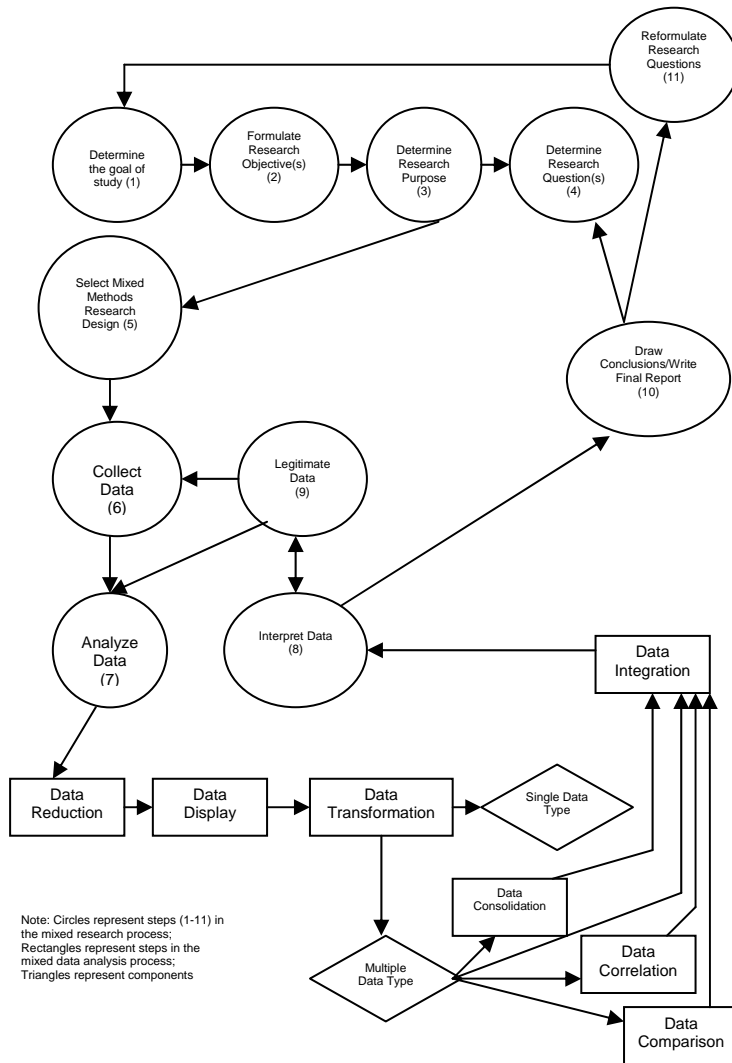 Reformulate
Research
Questions
(11)
Determine
the goal of
study (1)
Formulate
Research
Objective(s)
(2)
Determine
Research
Purpose
(3)
Determine
Research
Question(s)
(4)
Select Mixed
Methods
Research
Design (5)
Draw
Conclusions/Write
Final Report
(10)
Collect
Data
(6)
Legitimate
Data
(9)
Analyze
Data
(7)
Interpret Data
(8)
Data
Integration
Data
Reduction
Data
Display
Data
Transformation
Single Data
Type
Data
Consolidation
Note: Circles represent steps (1-11) in
the mixed research process;
Rectangles represent steps in the
mixed data analysis process;
Triangles represent components
Multiple
Data Type
Data
Correlation
Data
Comparison